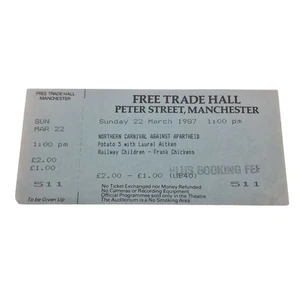 FREE TRADE HALL
MANCHESTER
SUN
MAR 22
1:00 pm
£2.00
£1.00
511
To be Given Up
FREE TRADE HALL
PETER STREET, MANCHESTER
Sunday 22 March 1987 1:00 pm
NORTHERN CARNIVAL AGAINST APARTHEID
Potato 5 with Laurel Aitken
Railway Children - Frank Chickens
PLUS BOOKING FEE
£2.00 - £1.00 (UB40)
511
No Ticket Exchanged nor Money Refunded
No Cameras or Recording Equipment
Official Programmes sold only in the Theatre
The Auditorium is a No Smoking Area
511